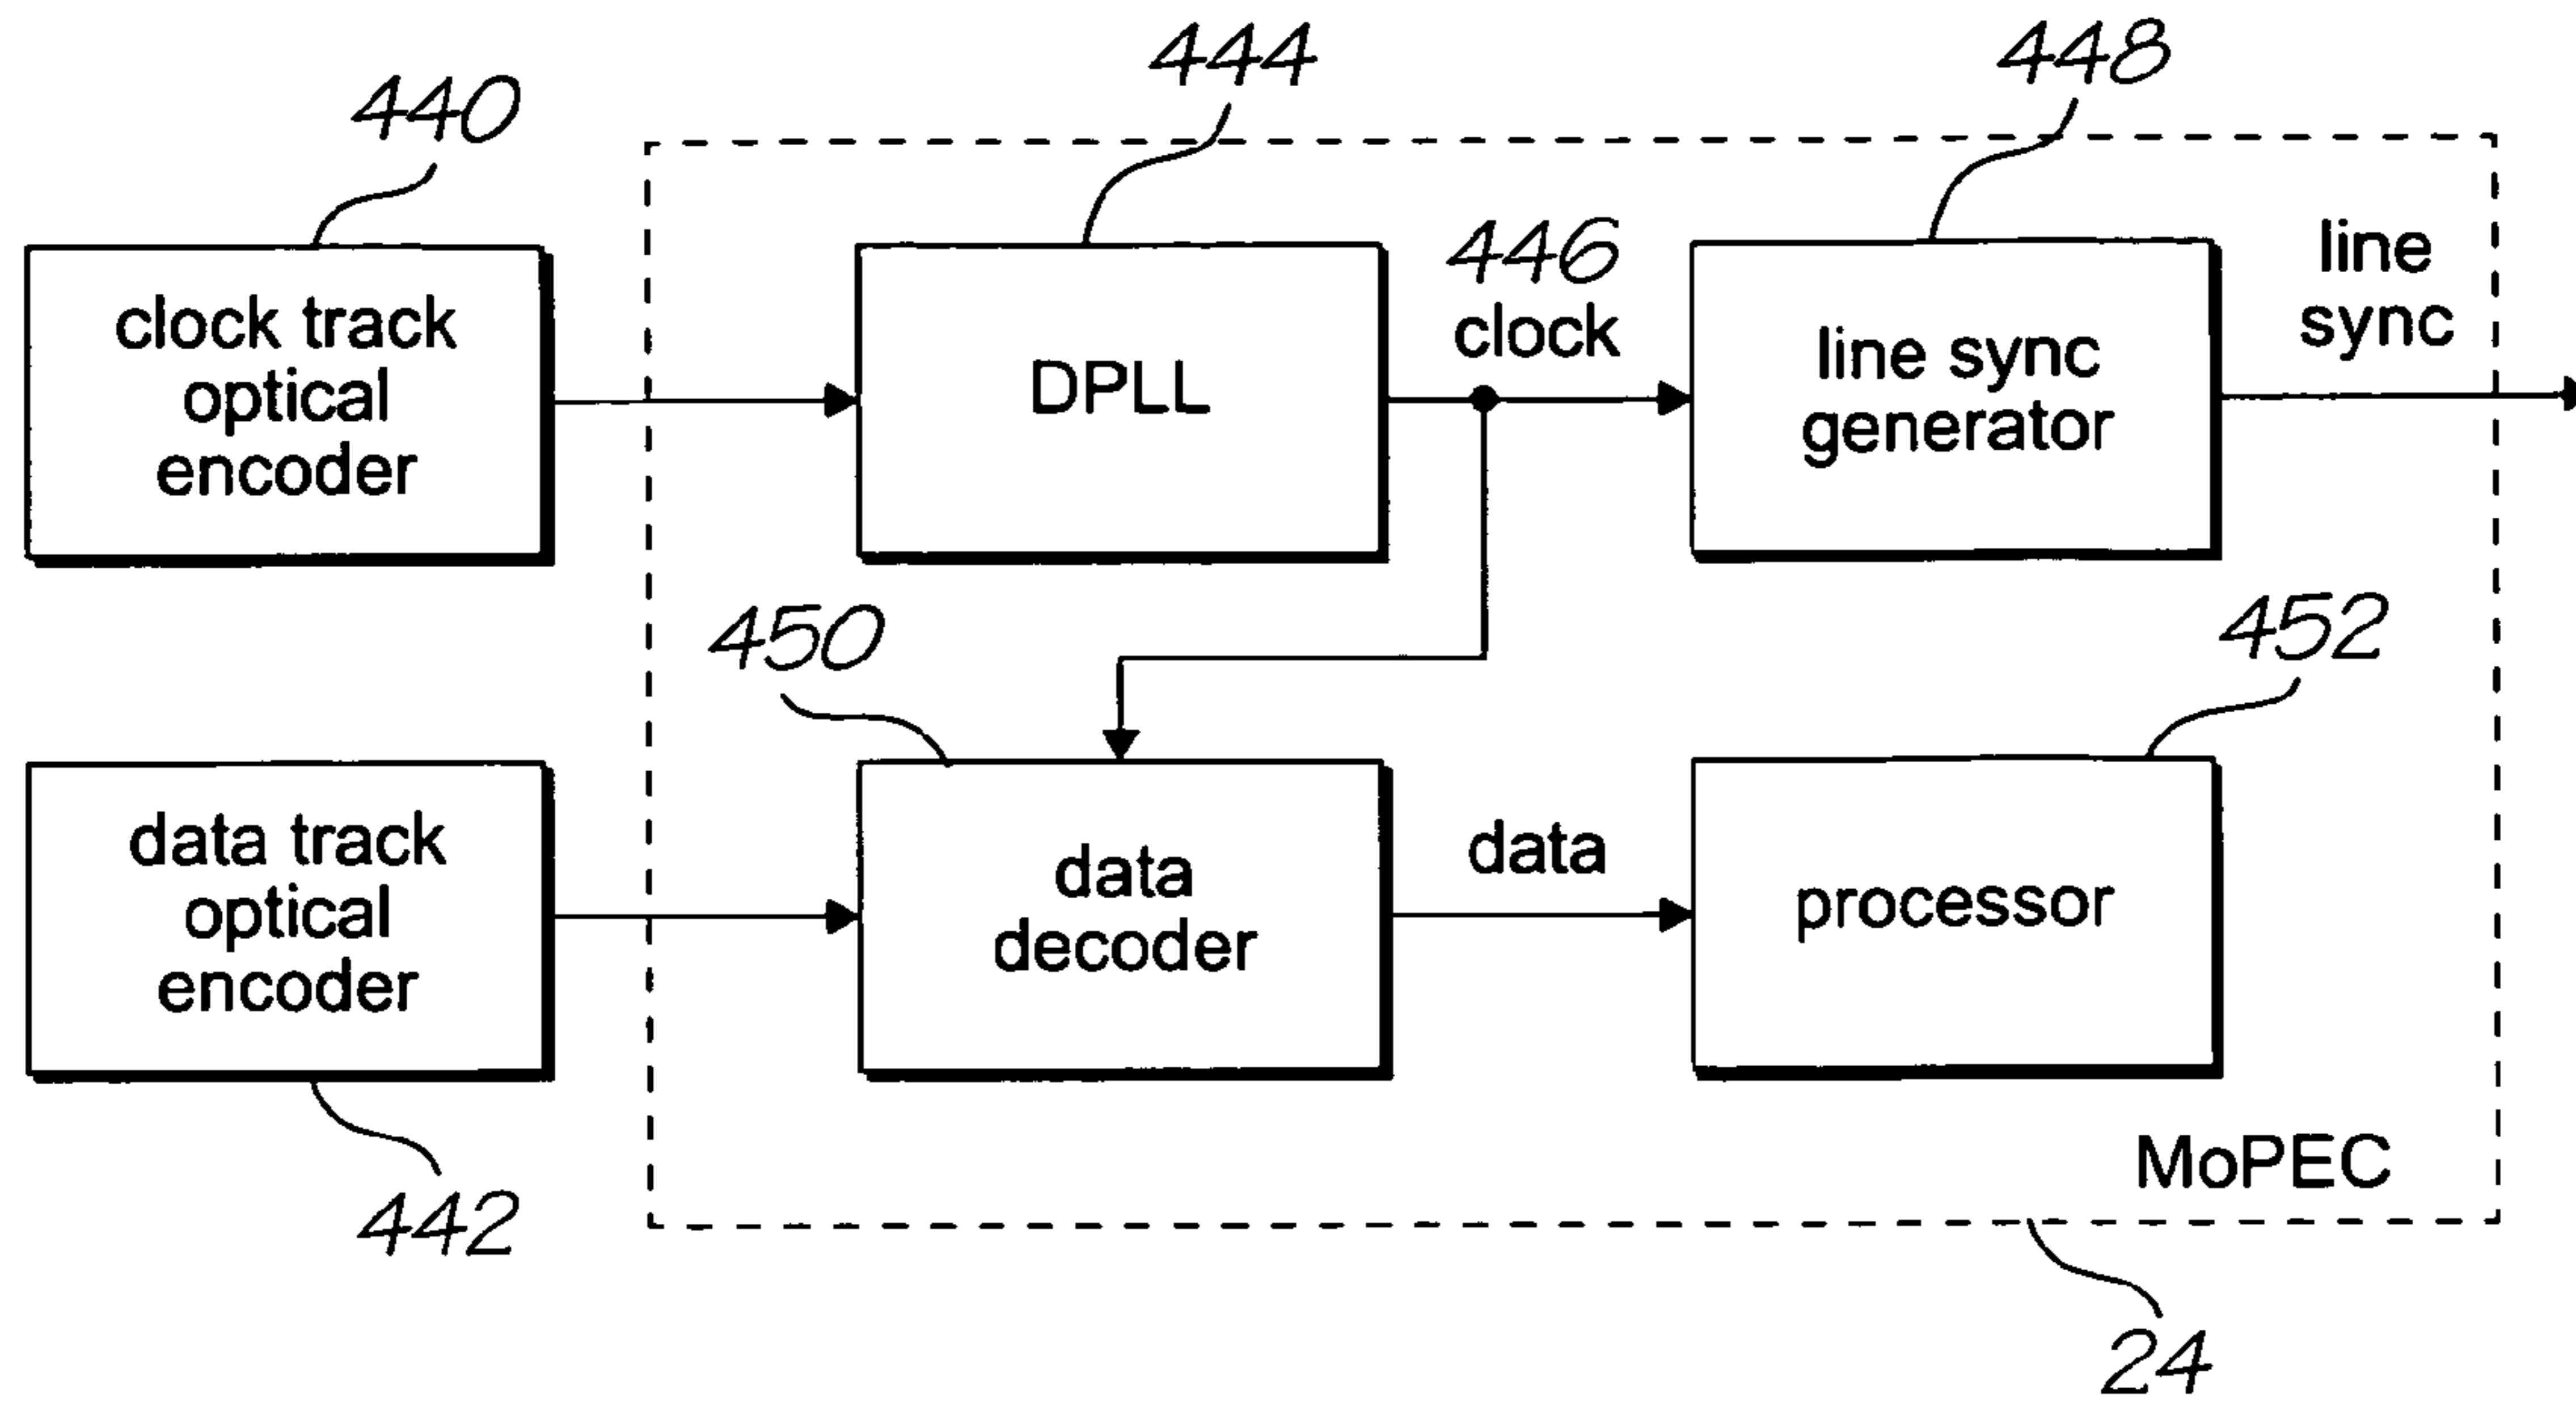 440
444
448
clock track
optical
encoder
DPLL
446
clock
line sync
generator
line
sync
450
452
data track
optical
encoder
data
decoder
data
processor
MoPEC
442
24